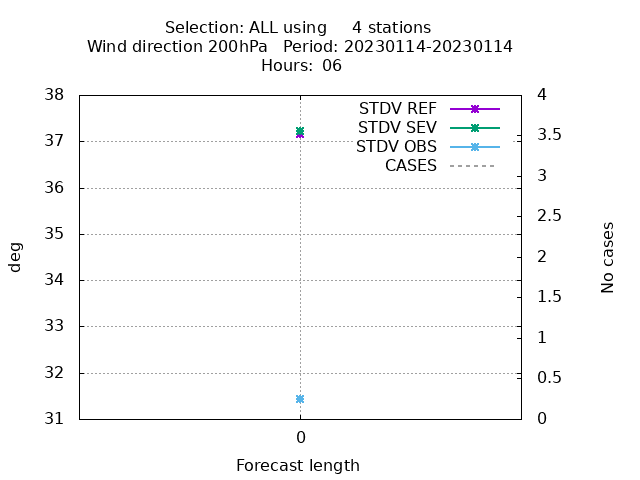 Selection: ALL using     4 stations
Wind direction 200hPa   Period: 20230114-20230114
Hours:  06
STDV REF
STDV SEV
STDV OBS
CASES
38
37
36
35
34
33
32
31
deg
4
3.5
3
2.5
2
1.5
1
0.5
0
No cases
0
Forecast length